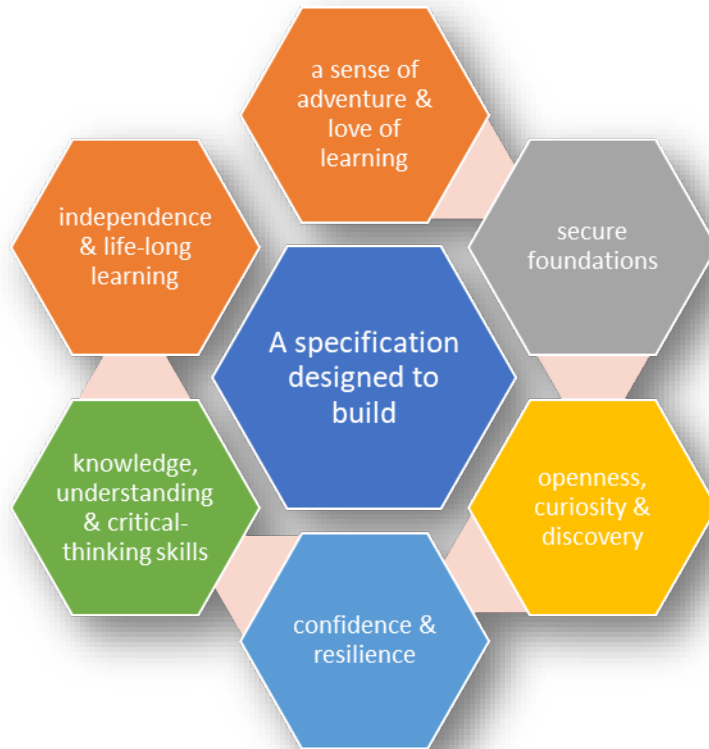 a sense of
adventure &
love of
learning
secure
foundations
openness,
curiosity &
discovery
confidence &
resilience
knowledge,
understanding
& critical-
thinking skills
independence
& life-long
learning
A specification
designed to
build